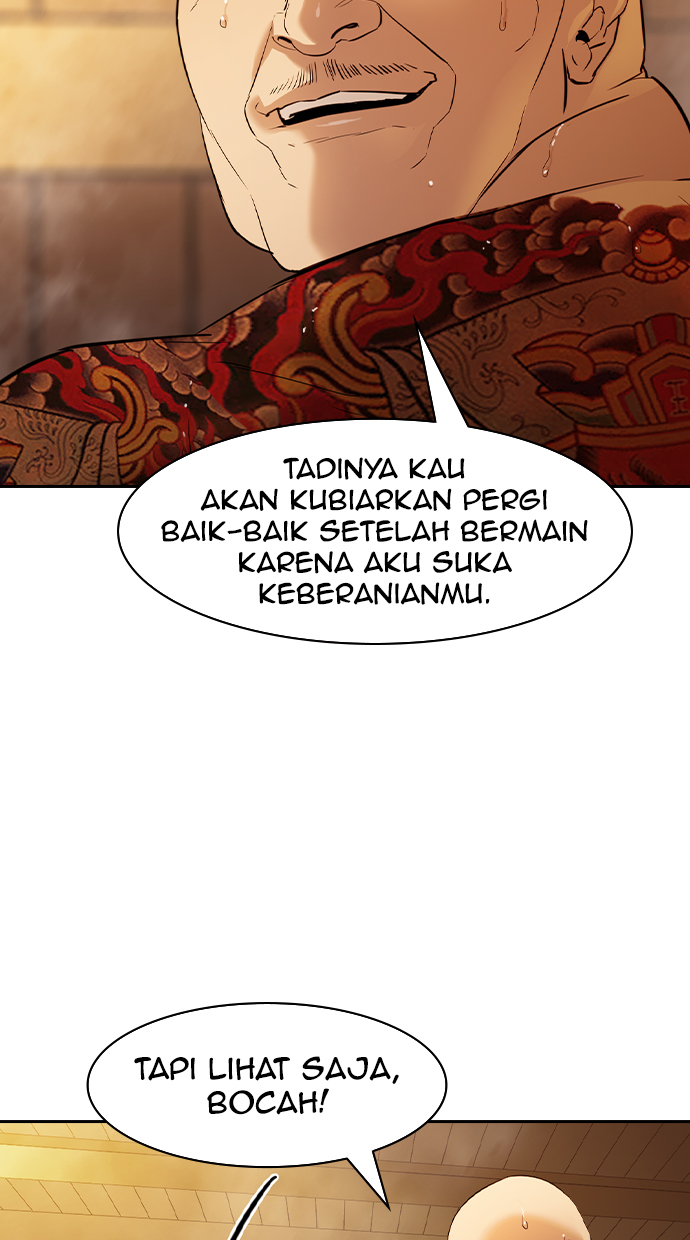 TADINYA KAU
AKAN KUBIARKAN PERGI
BAIK-BAIK SETELAH BERMAIN
KARENA AKU SUKA
KEBERANIANMU.
TAPI LIHAT SAJA,
BOCAH!